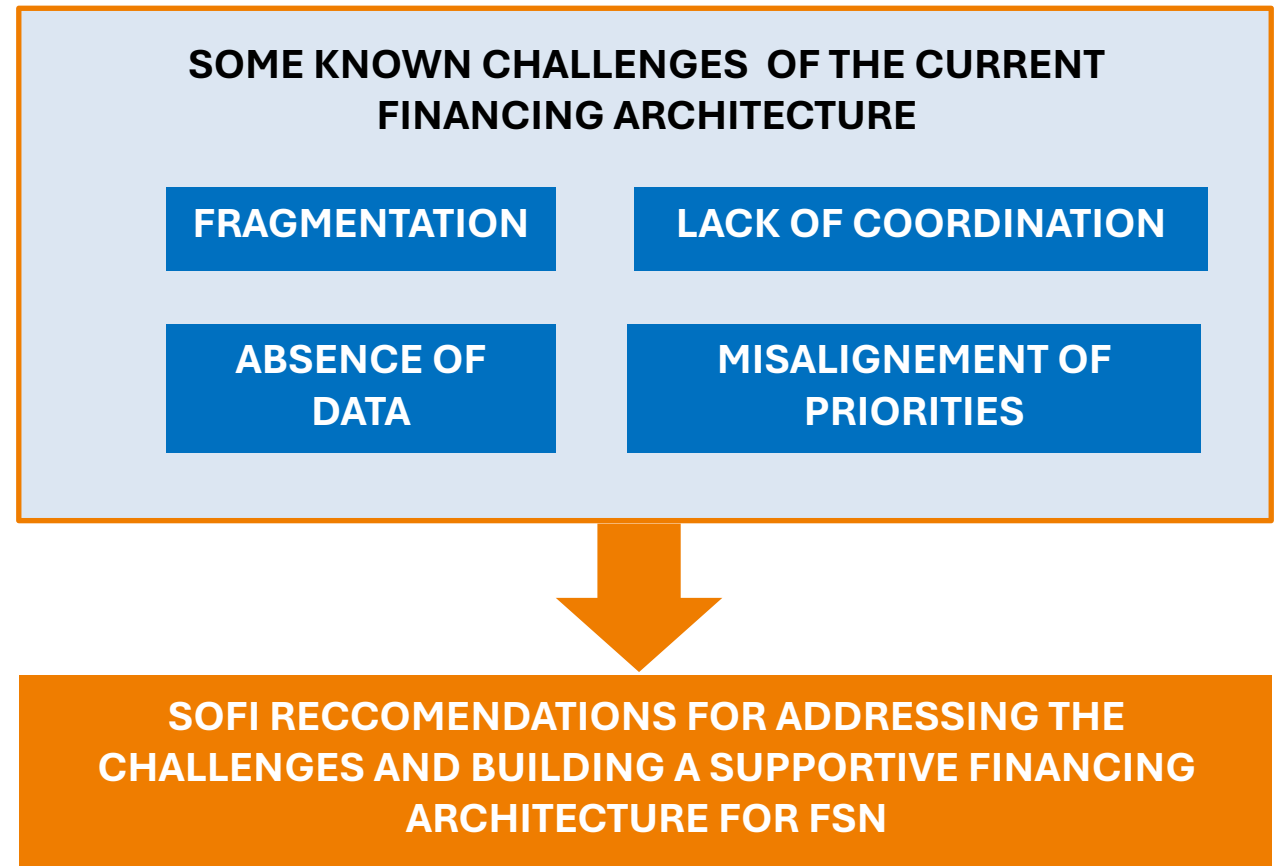 SOME KNOWN CHALLENGES OF THE CURRENT
FINANCING ARCHITECTURE
FRAGMENTATION
LACK OF COORDINATION
ABSENCE OF
DATA
MISALIGNEMENT OF
PRIORITIES
SOFI RECCOMENDATIONS FOR ADDRESSING THE
CHALLENGES AND BUILDING A SUPPORTIVE FINANCING
ARCHITECTURE FOR FSN